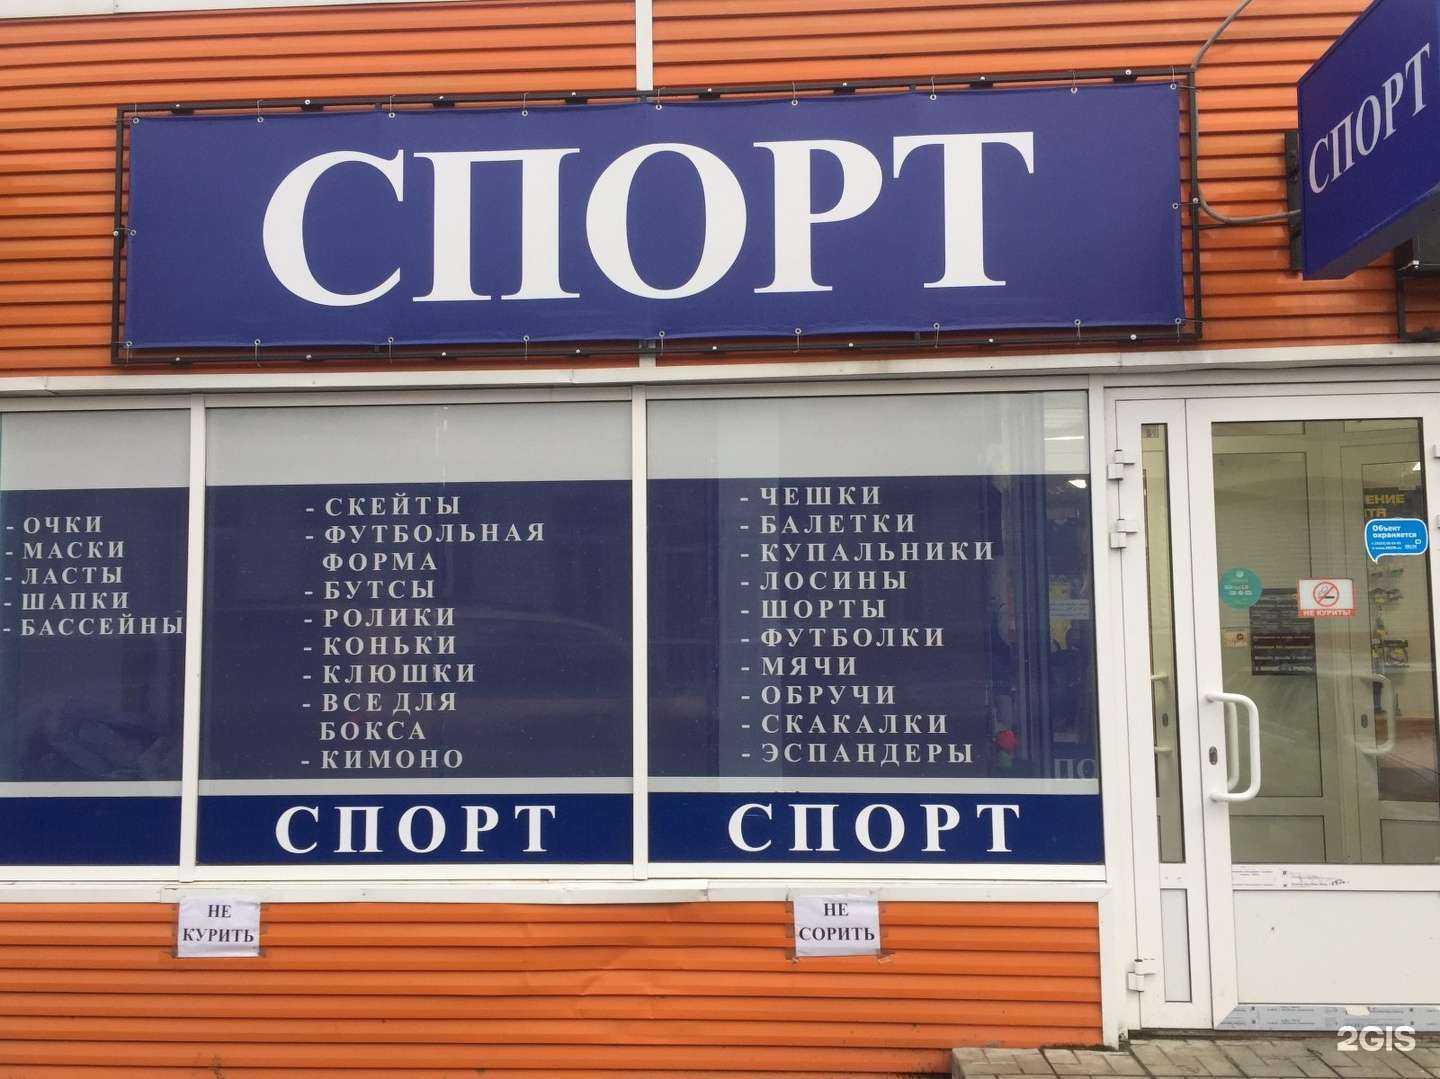 СПОРТ
СПОРТ
- ОЧКИ
- МАСКИ
- ЛАСТЫ
- ШАПКИ
- БАССЕЙНЫ
- СКЕЙТЫ
- ФУТБОЛЬНАЯ
ФОРМА
- БУТСЫ
- РОЛИКИ
- КОНЬКИ
- КЛЮШКИ
- ВСЕ ДЛЯ
БОКСА
- КИМОНО
СПОРТ
- ЧЕШКИ
- БАЛЕТКИ
- КУПАЛЬНИКИ
- ЛОСИНЫ
- ШОРТЫ
- ФУТБОЛКИ
- МЯЧИ
- ОБРУЧИ
- СКАКАЛКИ
- ЭСПАНДЕРЫ
ПО
СПОРТ
ЕНИЕ
Объект
охраняется
НЕ КУРИТЬ!
НЕ
КУРИТЬ
НЕ
СОРИТЬ
2GIS